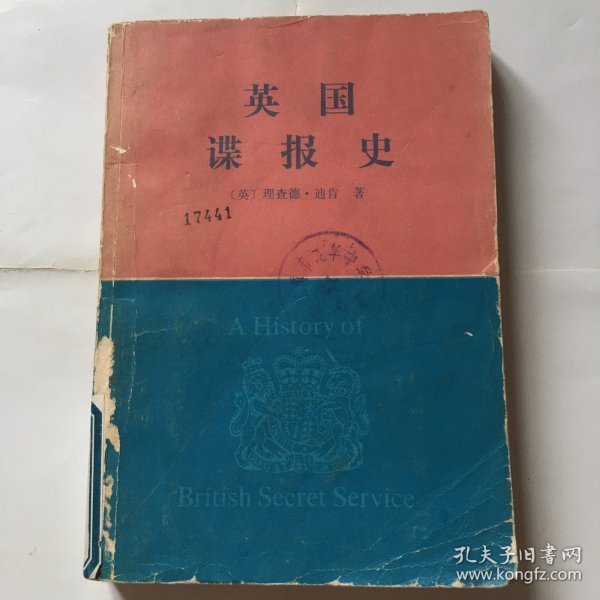 英国
谍报史
〔英〕理查德·迪肯 著
17441
A History of
British Secret Service
孔夫子旧书网
www.kongfz.com